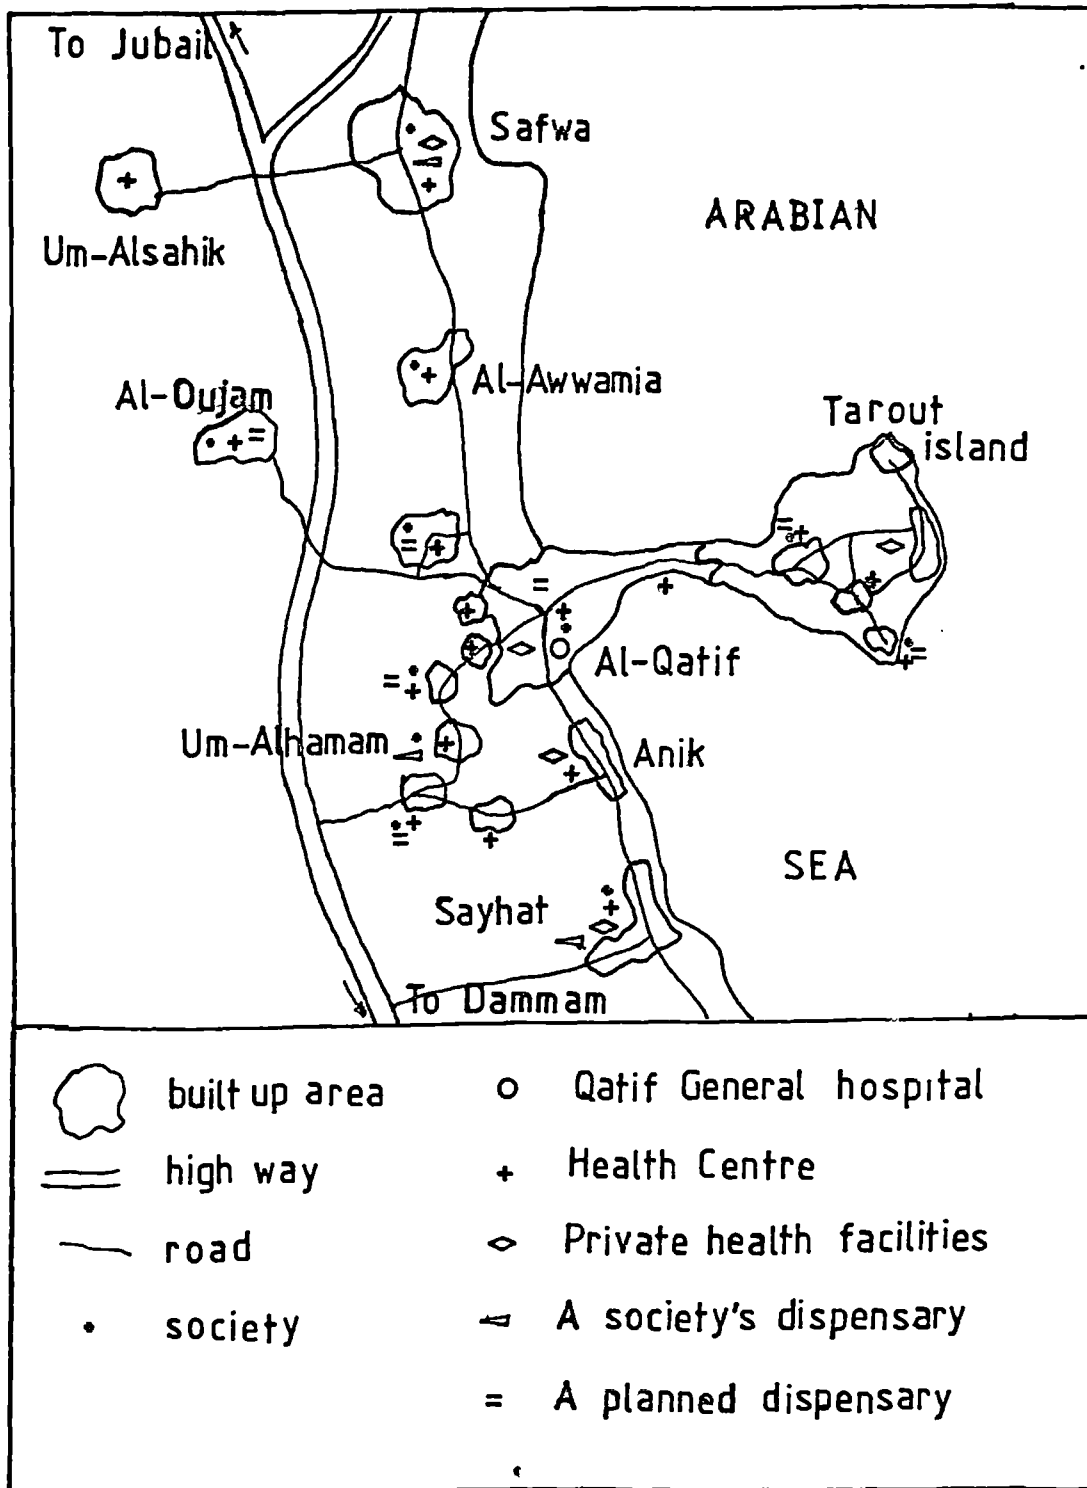 To Jubail
Safwa
ARABIAN
Um-Alsahik
Al-Awwamia
Al-Oujam
Tarout
island
Al-Qatif
Um-Alhamam
Anik
SEA
Sayhat
To Dammam
built up area
Qatif General hospital
high way
Health Centre
road
Private health facilities
society
A society's dispensary
A planned dispensary